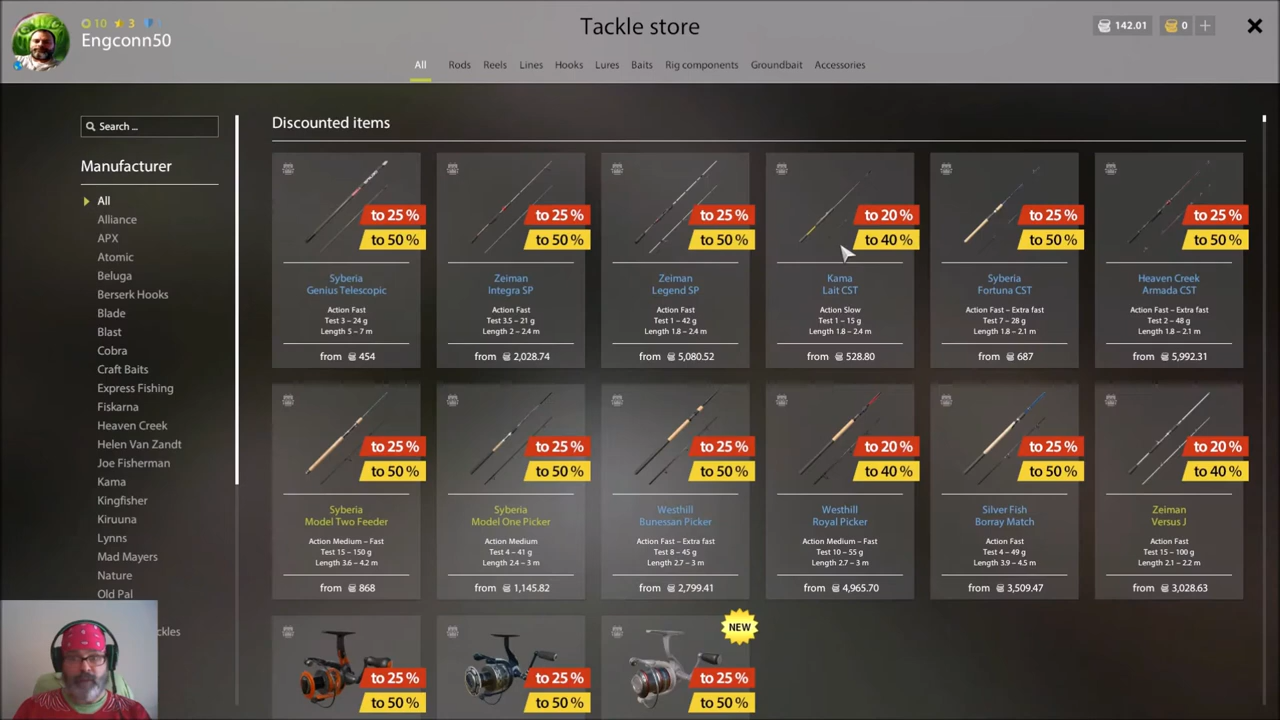 10 3
Engconn50
Tackle store
142.01 0 +
All Rods Reels Lines Hooks Lures Baits Rig components Groundbait Accessories
Search ...
Manufacturer
All
Alliance
APX
Atomic
Beluga
Berserk Hooks
Blade
Blast
Cobra
Craft Baits
Express Fishing
Fiskarna
Heaven Creek
Helen Van Zandt
Joe Fisherman
Kama
Kingfisher
Kiruuna
Lynns
Mad Mayers
Nature
Old Pal
ckles
Discounted items
to 25 %
to 50 %
Syberia
Genius Telescopic
Action Fast
Test 3 – 24 g
Length 5 – 7 m
from 454
to 25 %
to 50 %
Zeiman
Integra SP
Action Fast
Test 3.5 – 21 g
Length 2 – 2.4 m
from 2,028.74
to 25 %
to 50 %
Zeiman
Legend SP
Action Fast
Test 1 – 42 g
Length 1.8 – 2.4 m
from 5,080.52
to 20 %
to 40 %
Kama
Lait CST
Action Slow
Test 1 – 15 g
Length 1.8 – 2.4 m
from 528.80
to 25 %
to 50 %
Syberia
Fortuna CST
Action Fast – Extra fast
Test 7 – 28 g
Length 1.8 – 2.1 m
from 687
to 25 %
to 50 %
Heaven Creek
Armada CST
Action Fast – Extra fast
Test 2 – 48 g
Length 1.8 – 2.1 m
from 5,992.31
to 25 %
to 50 %
Syberia
Model Two Feeder
Action Medium – Fast
Test 15 – 150 g
Length 3.6 – 4.2 m
from 868
to 25 %
to 50 %
Syberia
Model One Picker
Action Medium
Test 4 – 41 g
Length 2.4 – 3 m
from 1,145.82
to 25 %
to 50 %
Westhill
Bunessan Picker
Action Fast – Extra fast
Test 8 – 45 g
Length 2.7 – 3 m
from 2,799.41
to 20 %
to 40 %
Westhill
Royal Picker
Action Medium – Fast
Test 10 – 55 g
Length 2.7 – 3 m
from 4,965.70
to 25 %
to 50 %
Silver Fish
Borray Match
Action Fast
Test 4 – 49 g
Length 3.9 – 4.5 m
from 3,509.47
to 20 %
to 40 %
Zeiman
Versus J
Action Fast
Test 15 – 100 g
Length 2.1 – 2.2 m
from 3,028.63
to 25 %
to 50 %
to 25 %
to 50 %
NEW
to 25 %
to 50 %